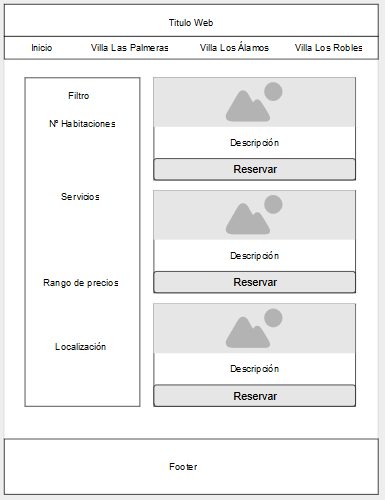 Titulo Web
Inicio Villa Las Palmeras Villa Los Álamos Villa Los Robles
Filtro
Nº Habitaciones
Servicios
Rango de precios
Localización
Descripción
Reservar
Descripción
Reservar
Descripción
Reservar
Footer